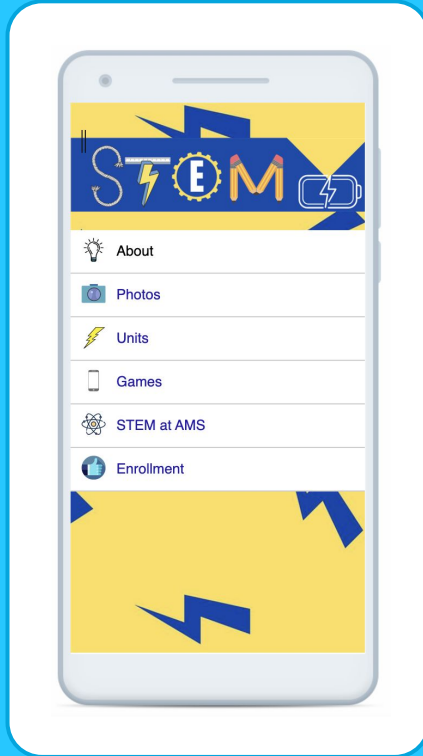 STEM
About
Photos
Units
Games
STEM at AMS
Enrollment